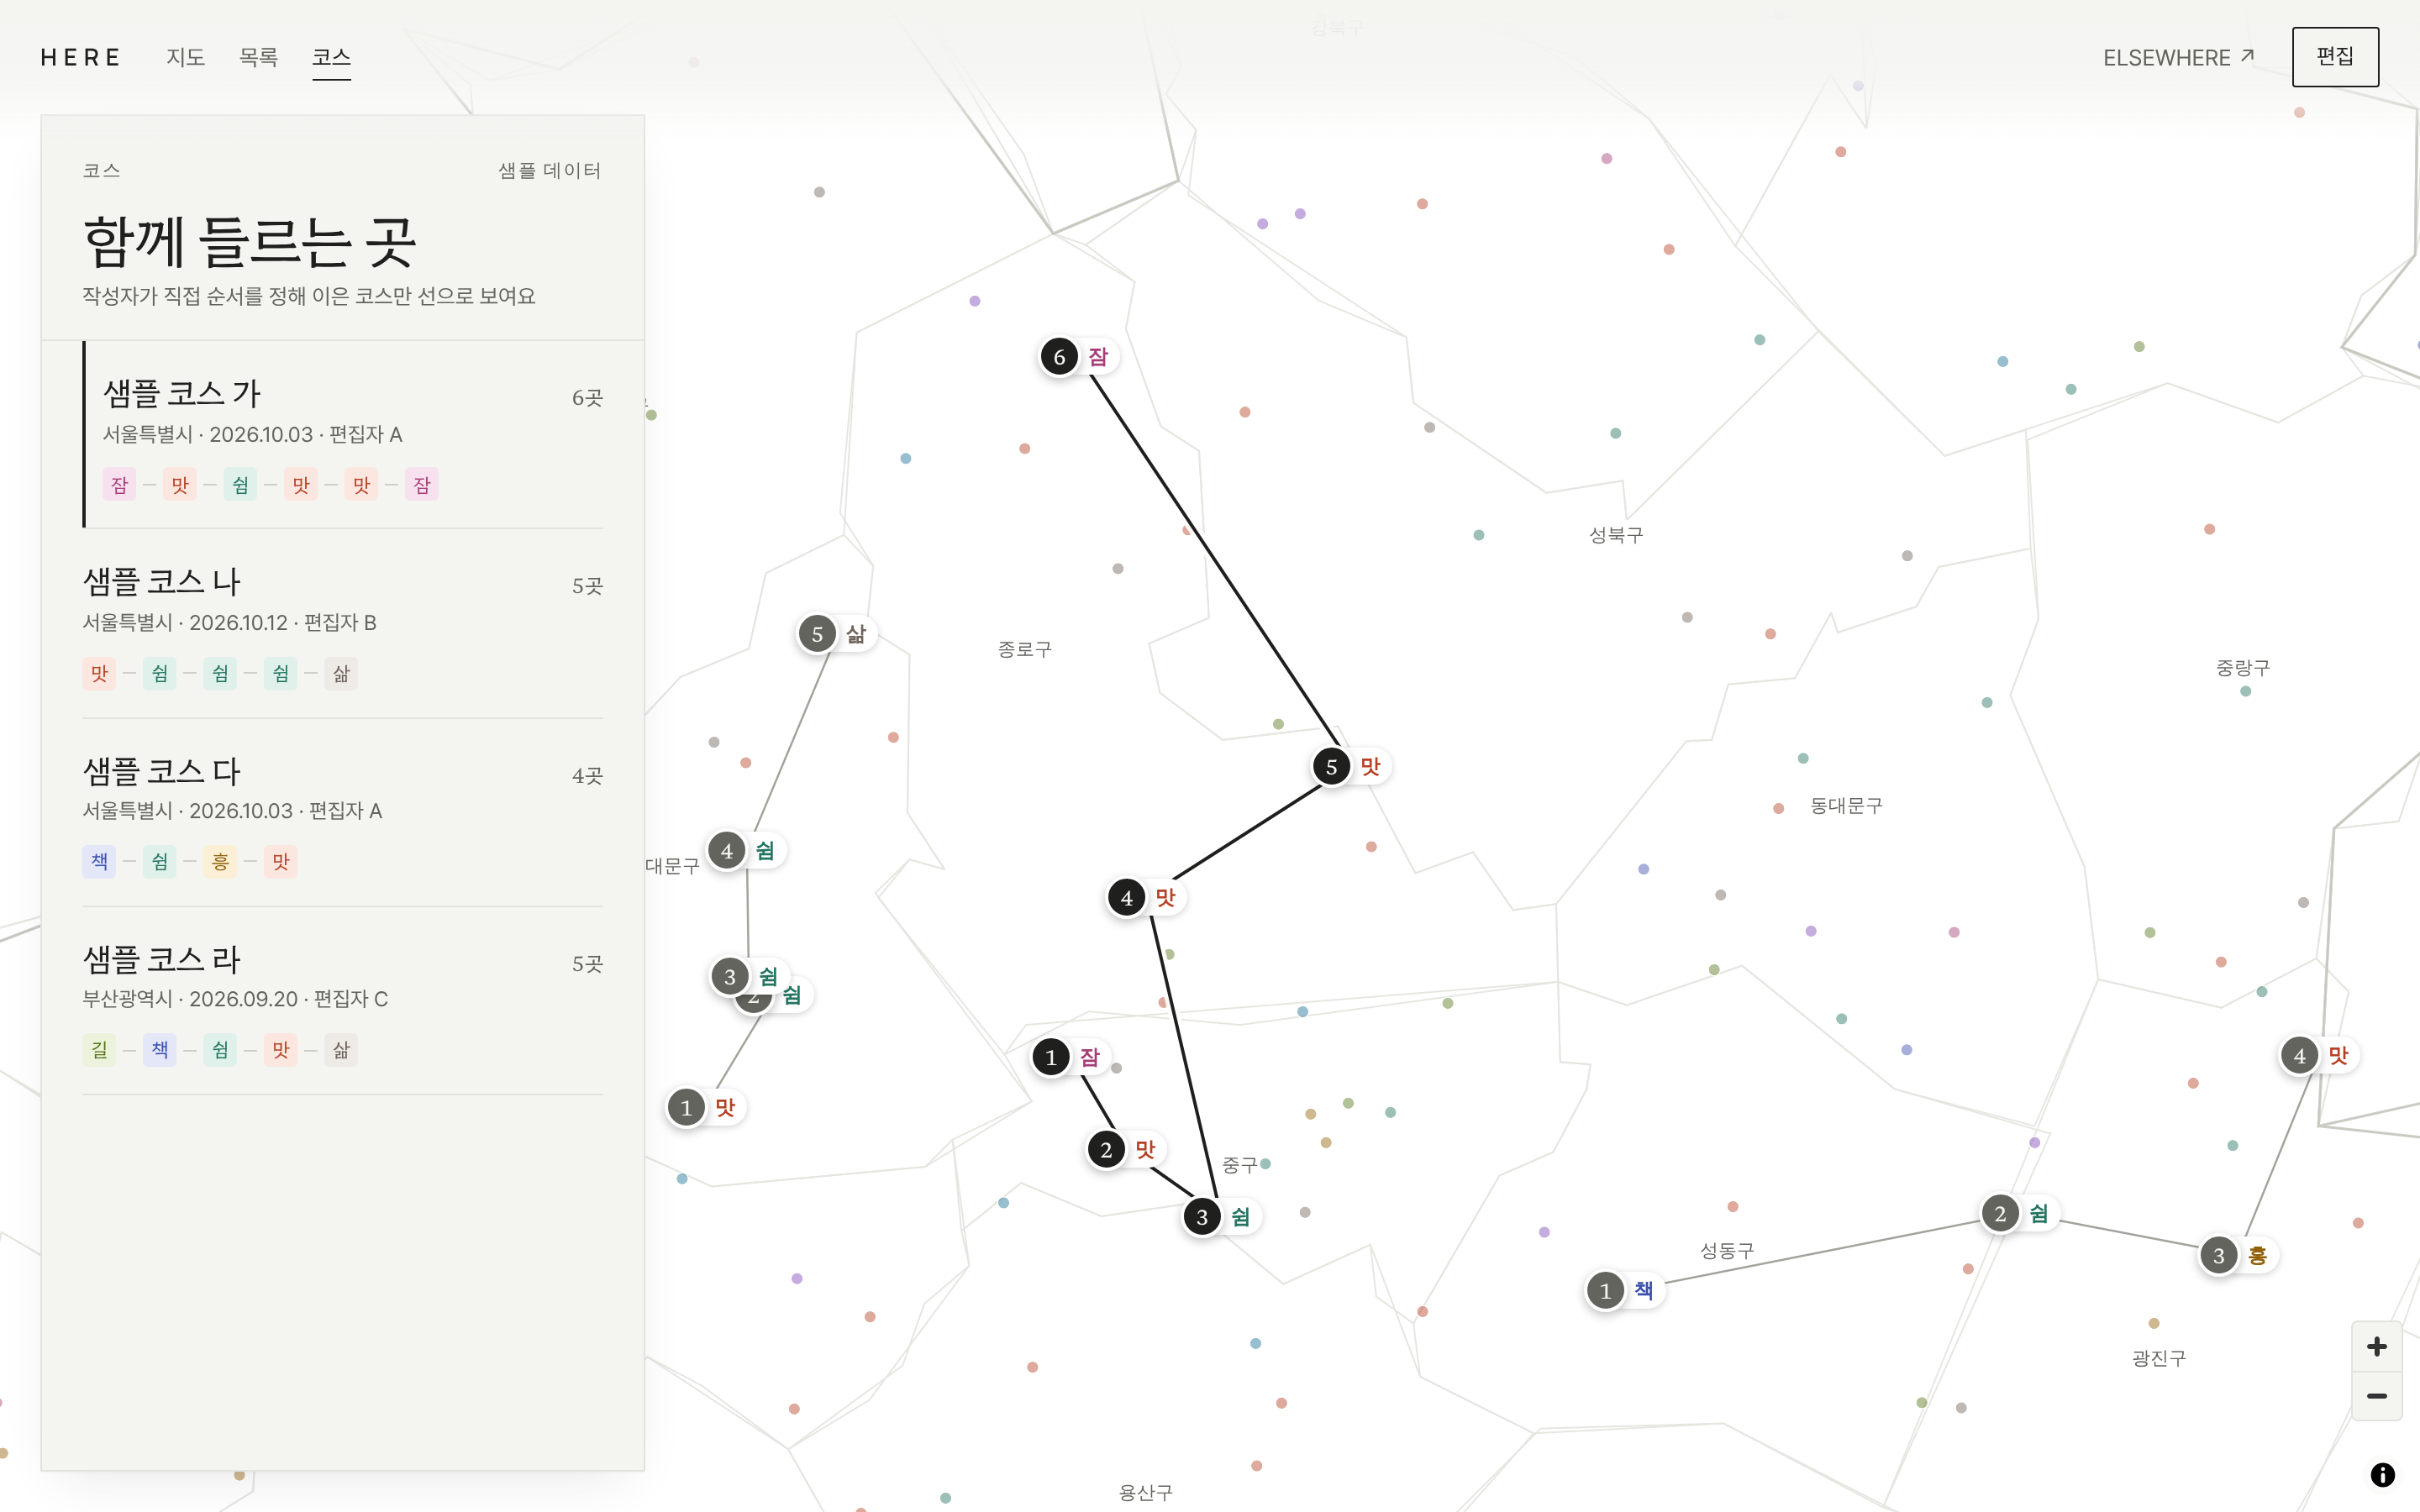 HERE 지도 목록 코스 ELSEWHERE ↗ 편집
강북구
코스 샘플 데이터
함께 들르는 곳
작성자가 직접 순서를 정해 이은 코스만 선으로 보여요
샘플 코스 가 6곳
서울특별시 · 2026.10.03 · 편집자 A
잠 — 맛 — 쉼 — 맛 — 맛 — 잠
샘플 코스 나 5곳
서울특별시 · 2026.10.12 · 편집자 B
맛 — 쉼 — 쉼 — 쉼 — 삶
샘플 코스 다 4곳
서울특별시 · 2026.10.03 · 편집자 A
책 — 쉼 — 흥 — 맛
샘플 코스 라 5곳
부산광역시 · 2026.09.20 · 편집자 C
길 — 책 — 쉼 — 맛 — 삶
6 잠
성북구
5 삶
종로구
중랑구
5 맛
동대문구
4 쉼
대문구
4 맛
3 쉼
2 쉼
1 잠
4 맛
1 맛
2 맛
중구
3 쉼
2 쉼
성동구
3 흥
1 책
광진구
용산구